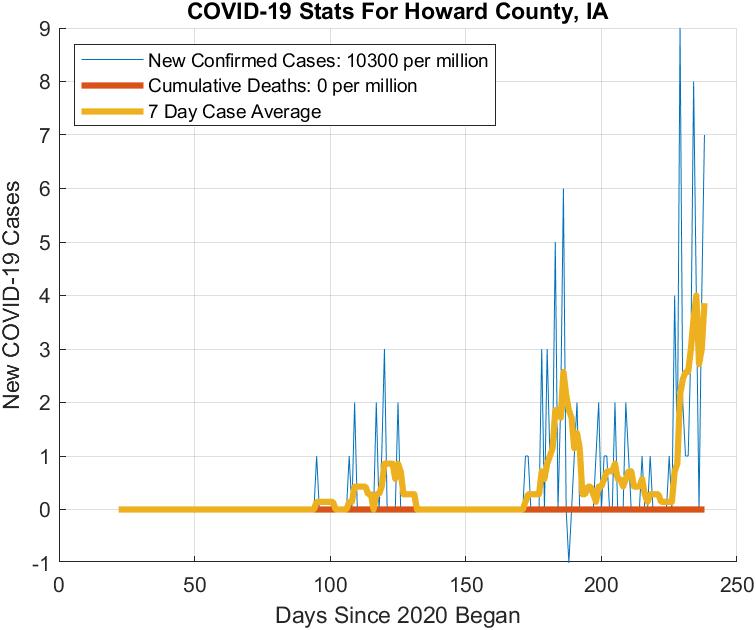 COVID-19 Stats For Howard County, IA
New Confirmed Cases: 10300 per million
Cumulative Deaths: 0 per million
7 Day Case Average
New COVID-19 Cases
9
8
7
6
5
4
3
2
1
0
-1
0 50 100 150 200 250
Days Since 2020 Began